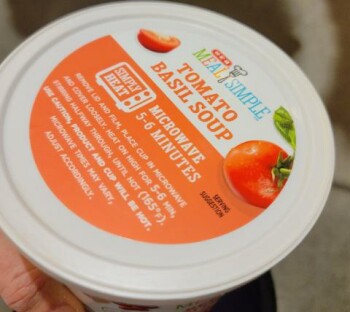 H-E-B
MEAL SIMPLE
TOMATO
BASIL SOUP
SIMPLY
HEAT!
MICROWAVE
5-6 MINUTES
REMOVE LID AND FILM. PLACE CUP IN MICROWAVE
AND COVER LOOSELY. HEAT ON HIGH FOR 5-6 MIN,
STIRRING HALFWAY THROUGH, UNTIL HOT (165°F).
USE CAUTION, PRODUCT AND CUP WILL BE HOT.
MICROWAVE TIMES MAY VARY,
ADJUST ACCORDINGLY.
SERVING
SUGGESTION